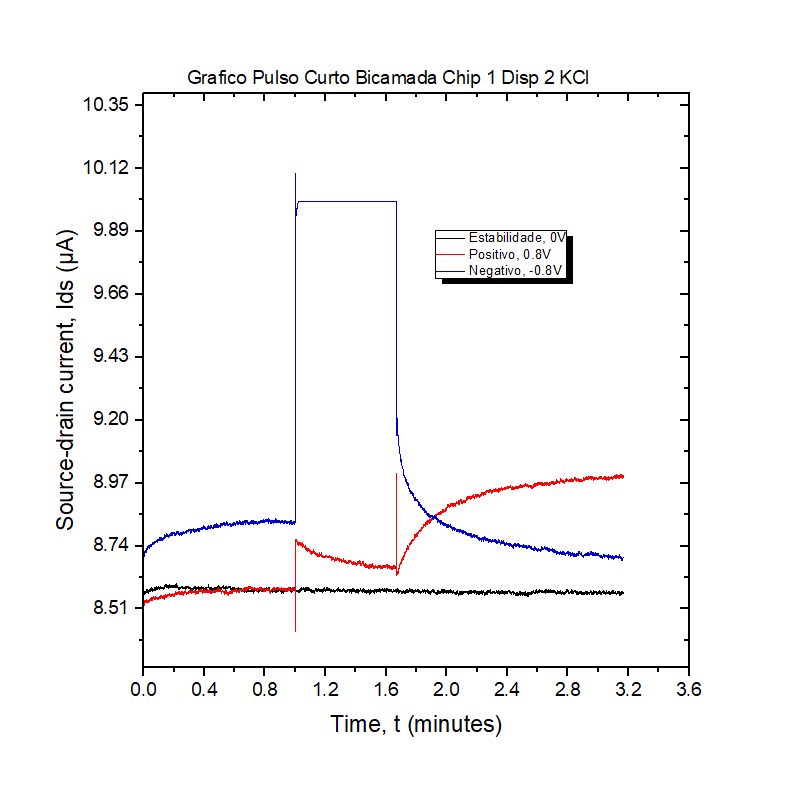 Grafico Pulso Curto Bicamada Chip 1 Disp 2 KCl
10.35
10.12
9.89
9.66
9.43
9.20
8.97
8.74
8.51
Source-drain current, Ids (µA)
Estabilidade, 0V
Positivo, 0.8V
Negativo, -0.8V
0.0 0.4 0.8 1.2 1.6 2.0 2.4 2.8 3.2 3.6
Time, t (minutes)